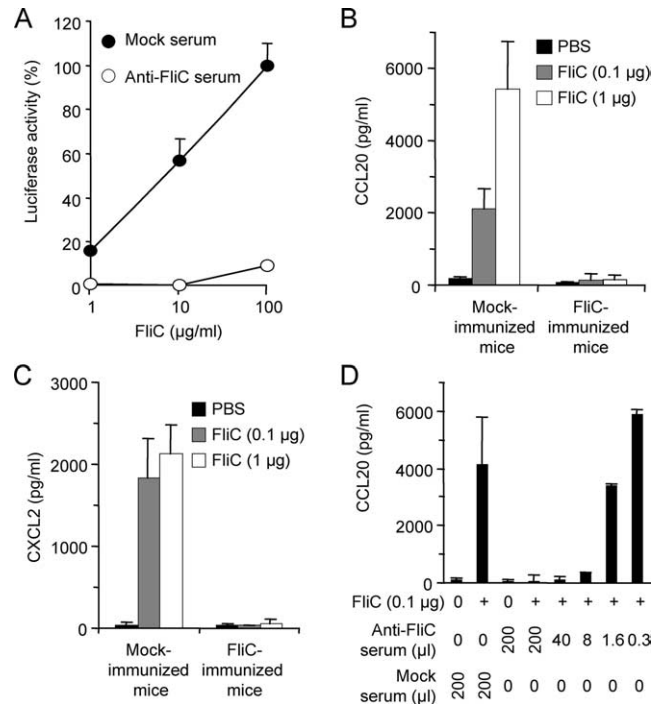 A
Luciferase activity (%)
120
100
80
60
40
20
0
Mock serum
Anti-FliC serum
1 10 100
FliC (µg/ml)
B
CCL20 (pg/ml)
6000
4000
2000
0
PBS
FliC (0.1 µg)
FliC (1 µg)
Mock- FliC-
immunized immunized
mice mice
C
CXCL2 (pg/ml)
3000
2000
1000
0
PBS
FliC (0.1 µg)
FliC (1 µg)
Mock- FliC-
immunized immunized
mice mice
D
CCL20 (pg/ml)
6000
4000
2000
0
FliC (0.1 µg) 0 + 0 + + + + +
Anti-FliC
serum (µl) 0 0 200 200 40 8 1.6 0.3
Mock
serum (µl) 200 200 0 0 0 0 0 0